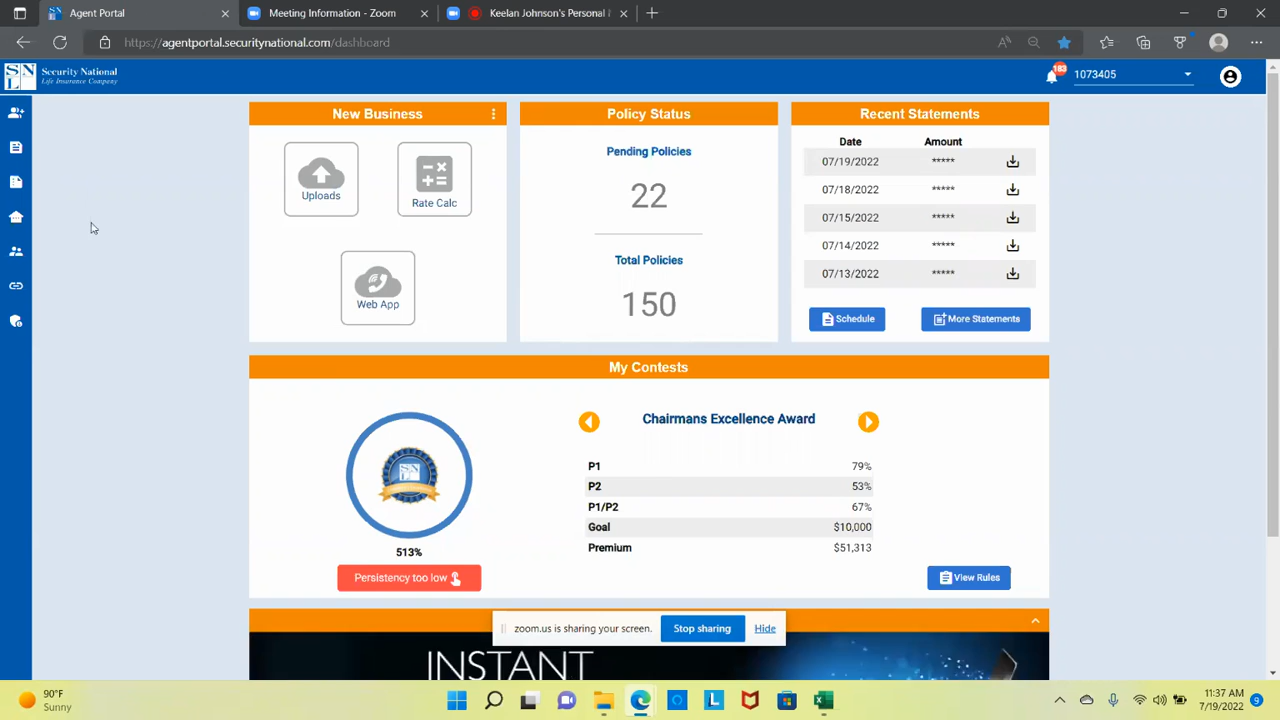 Agent Portal
Meeting Information - Zoom
Keelan Johnson's Personal
https://agentportal.securitynational.com/dashboard
SNL
Security National
Life Insurance Company
183
1073405
New Business
Policy Status
Recent Statements
Uploads
Rate Calc
Web App
Pending Policies
22
Total Policies
150
Date Amount
07/19/2022 *****
07/18/2022 *****
07/15/2022 *****
07/14/2022 *****
07/13/2022 *****
Schedule
More Statements
My Contests
513%
Persistency too low
Chairmans Excellence Award
P1 79%
P2 53%
P1/P2 67%
Goal $10,000
Premium $51,313
View Rules
zoom.us is sharing your screen.
Stop sharing
Hide
INSTANT
90°F
Sunny
11:37 AM
7/19/2022
9